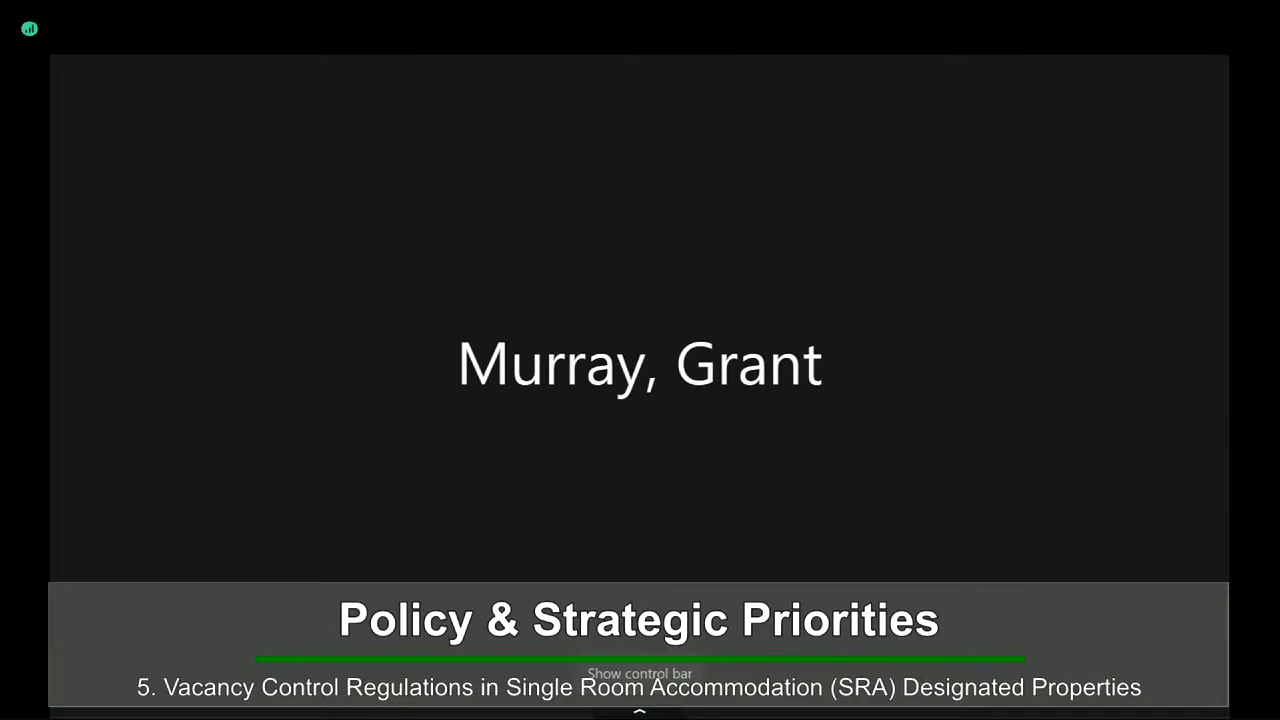 Murray, Grant
Policy & Strategic Priorities
Show control bar
5. Vacancy Control Regulations in Single Room Accommodation (SRA) Designated Properties